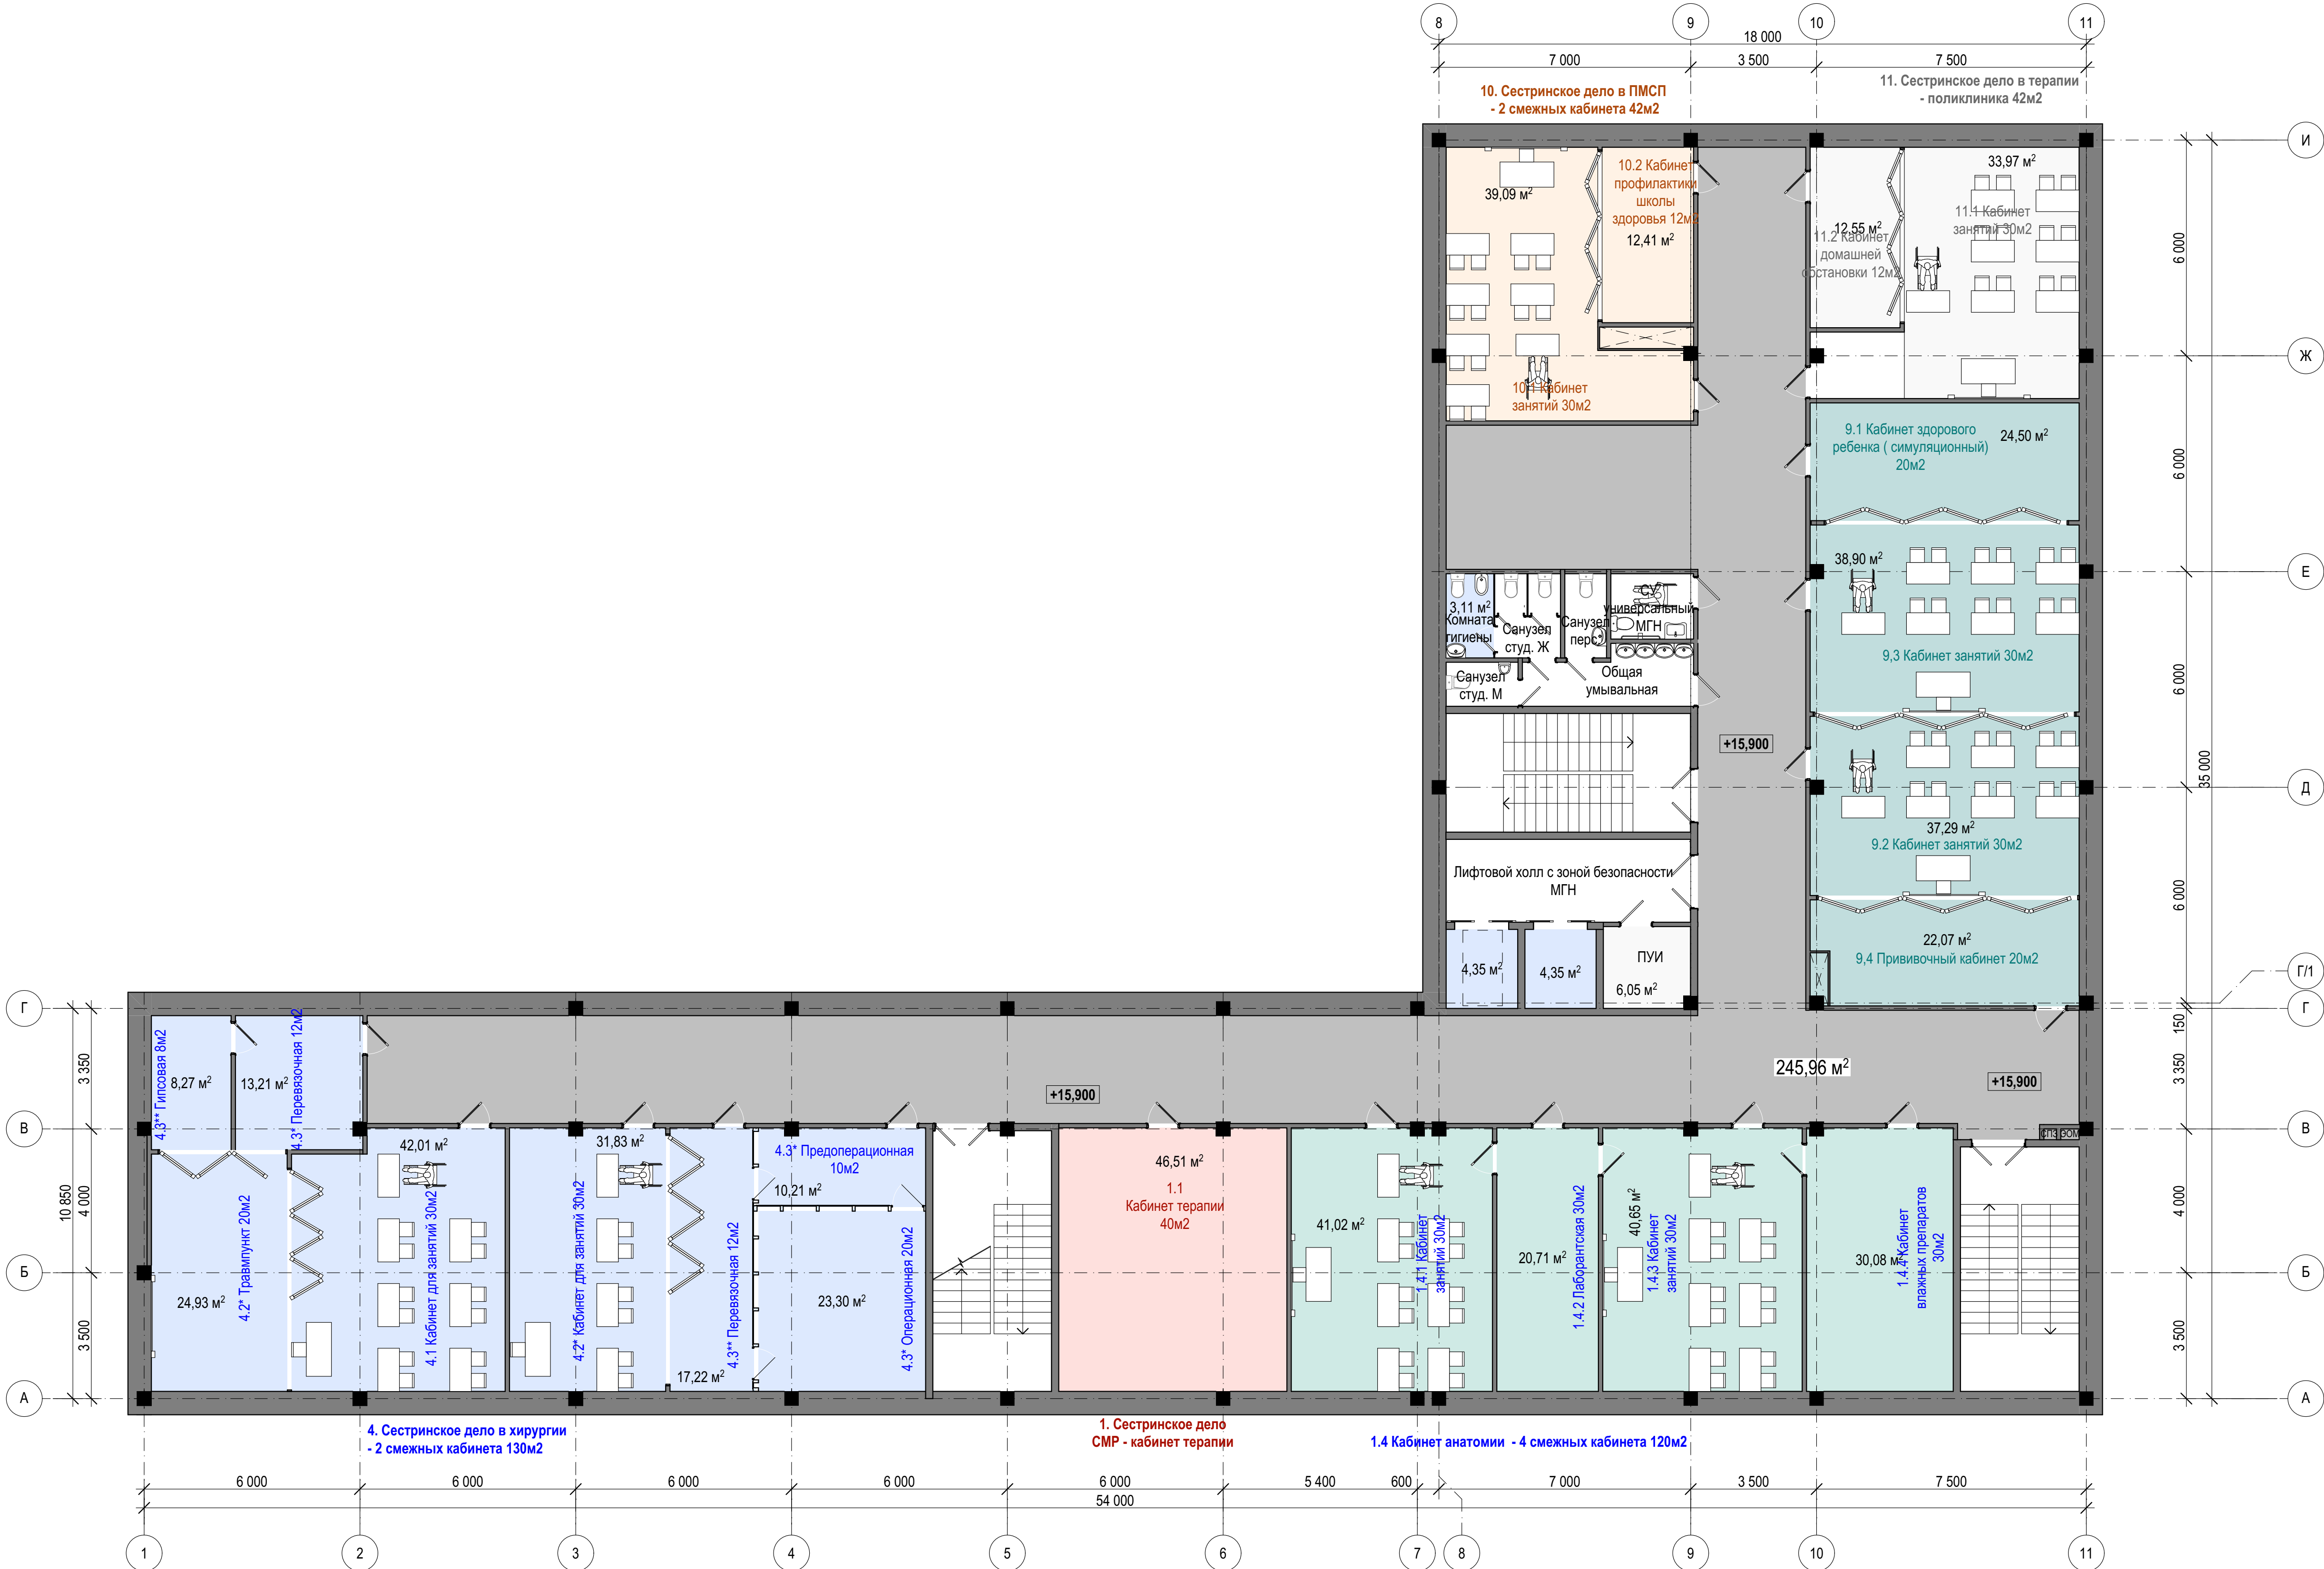 8
9
10
11
18 000
7 000
3 500
7 500
10. Сестринское дело в ПМСП
- 2 смежных кабинета 42м2
11. Сестринское дело в терапии
- поликлиника 42м2
И
Ж
Е
Д
Г/1
Г
В
Б
А
6 000
6 000
6 000
6 000
35 000
150
3 350
4 000
3 500
39,09 м²
10.2 Кабинет
профилактики
школы
здоровья 12м2
12,41 м²
10.1 Кабинет
занятий 30м2
33,97 м²
11.1 Кабинет
занятий 30м2
12,55 м²
11.2 Кабинет
домашней
обстановки 12м2
9.1 Кабинет здорового
ребенка ( симуляционный)
20м2
24,50 м²
38,90 м²
9,3 Кабинет занятий 30м2
37,29 м²
9.2 Кабинет занятий 30м2
22,07 м²
9,4 Прививочный кабинет 20м2
3,11 м²
Комната
гигиены
Санузел
студ. Ж
Санузел
перс.
СУ
универсальный
МГН
Санузел
студ. М
Общая
умывальная
+15,900
Лифтовой холл с зоной безопасности
МГН
4,35 м²
4,35 м²
ПУИ
6,05 м²
245,96 м²
+15,900
+15,900
СПЗ
ЭОМ
Г
В
Б
А
3 350
4 000
3 500
10 850
4.3** Гипсовая 8м2
8,27 м²
13,21 м²
4.3* Перевязочная 12м2
24,93 м²
4.2* Травмпункт 20м2
42,01 м²
4.1 Кабинет для занятий 30м2
31,83 м²
4.2* Кабинет для занятий 30м2
17,22 м²
4.3** Перевязочная 12м2
4.3* Предоперационная
10м2
10,21 м²
23,30 м²
4.3* Операционная 20м2
46,51 м²
1.1
Кабинет терапии
40м2
41,02 м²
1.4.1 Кабинет
занятий 30м2
20,71 м²
1.4.2 Лаборантская 30м2
40,65 м²
1.4.3 Кабинет
занятий 30м2
30,08 м²
1.4.4 Кабинет
влажных препаратов
30м2
4. Сестринское дело в хирургии
- 2 смежных кабинета 130м2
1. Сестринское дело
СМР - кабинет терапии
1.4 Кабинет анатомии - 4 смежных кабинета 120м2
6 000
6 000
6 000
6 000
6 000
5 400
600
7 000
3 500
7 500
54 000
1
2
3
4
5
6
7
8
9
10
11